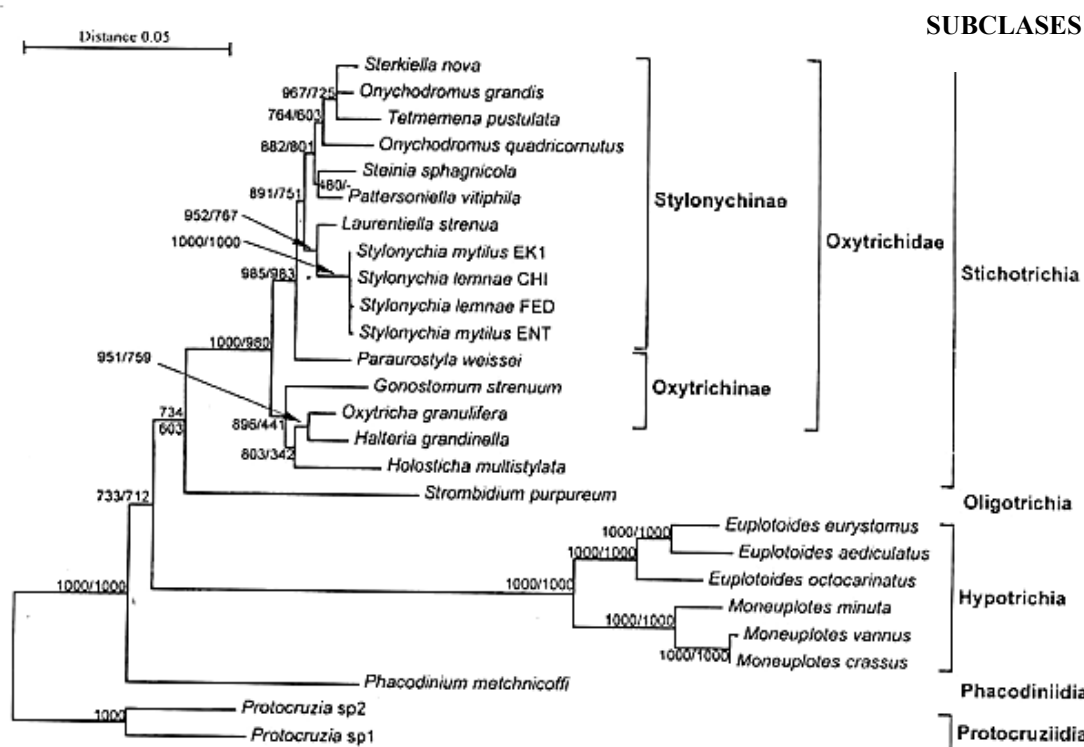 SUBCLASES
Distance 0.05
Sterkiella nova
967/725
Onychodromus grandis
764/603
Tetmemena pustulata
882/801
Onychodromus quadricornutus
Steinia sphagnicola
480/-
891/751
Pattersoniella vitiphila
Stylonychinae
952/767
Laurentiella strenua
1000/1000
Stylonychia mytilus EK1
Oxytrichidae
985/983
Stylonychia lemnae CHI
Stichotrichia
Stylonychia lemnae FED
Stylonychia mytilus ENT
1000/980
951/759
Paraurostyla weissei
Gonostomum strenuum
Oxytrichinae
734
603
896/441
Oxytricha granulifera
Halteria grandinella
803/342
Holosticha multistylata
733/712
Strombidium purpureum
Oligotrichia
Euplotoides eurystomus
1000/1000
1000/1000
Euplotoides aediculatus
1000/1000
1000/1000
Euplotoides octocarinatus
Hypotrichia
1000/1000
Moneuplotes minuta
Moneuplotes vannus
1000/1000
Moneuplotes crassus
Phacodinium metchnicoffi
Phacodiniidia
Protocruzia sp2
1000
Protocruzia sp1
Protocruziidia